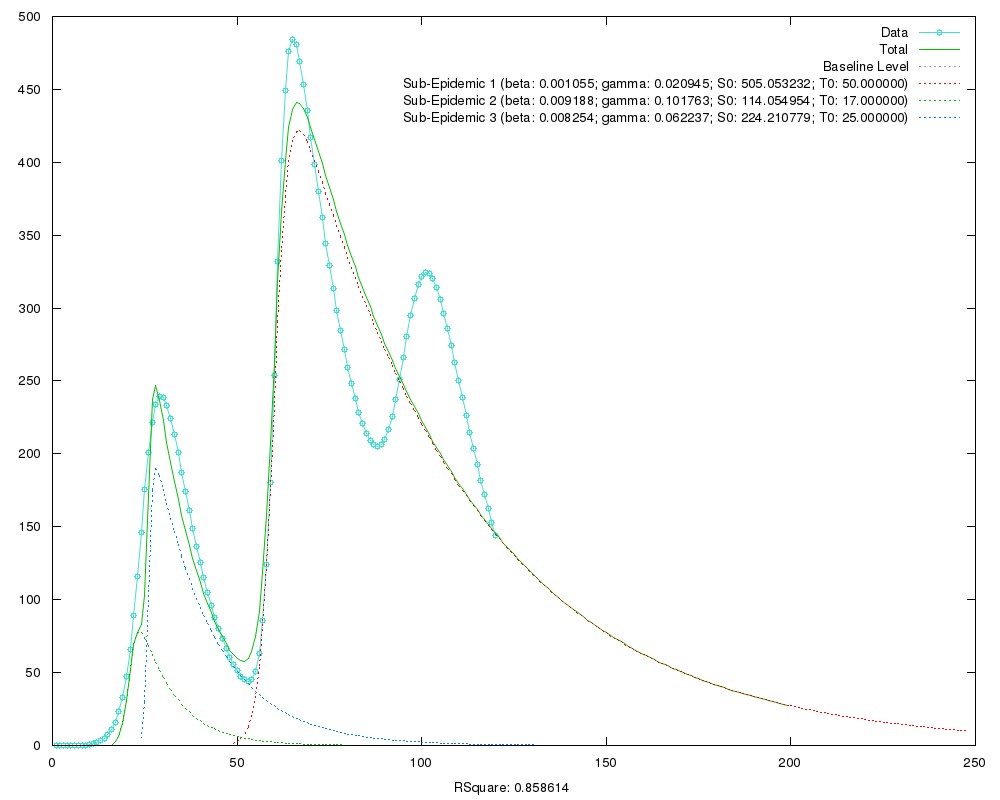 Data
Total
Baseline Level
Sub-Epidemic 1 (beta: 0.001055; gamma: 0.020945; S0: 505.053232; T0: 50.000000)
Sub-Epidemic 2 (beta: 0.009188; gamma: 0.101763; S0: 114.054954; T0: 17.000000)
Sub-Epidemic 3 (beta: 0.008254; gamma: 0.062237; S0: 224.210779; T0: 25.000000)
500
450
400
350
300
250
200
150
100
50
0
0 50 100 150 200 250
RSquare: 0.858614